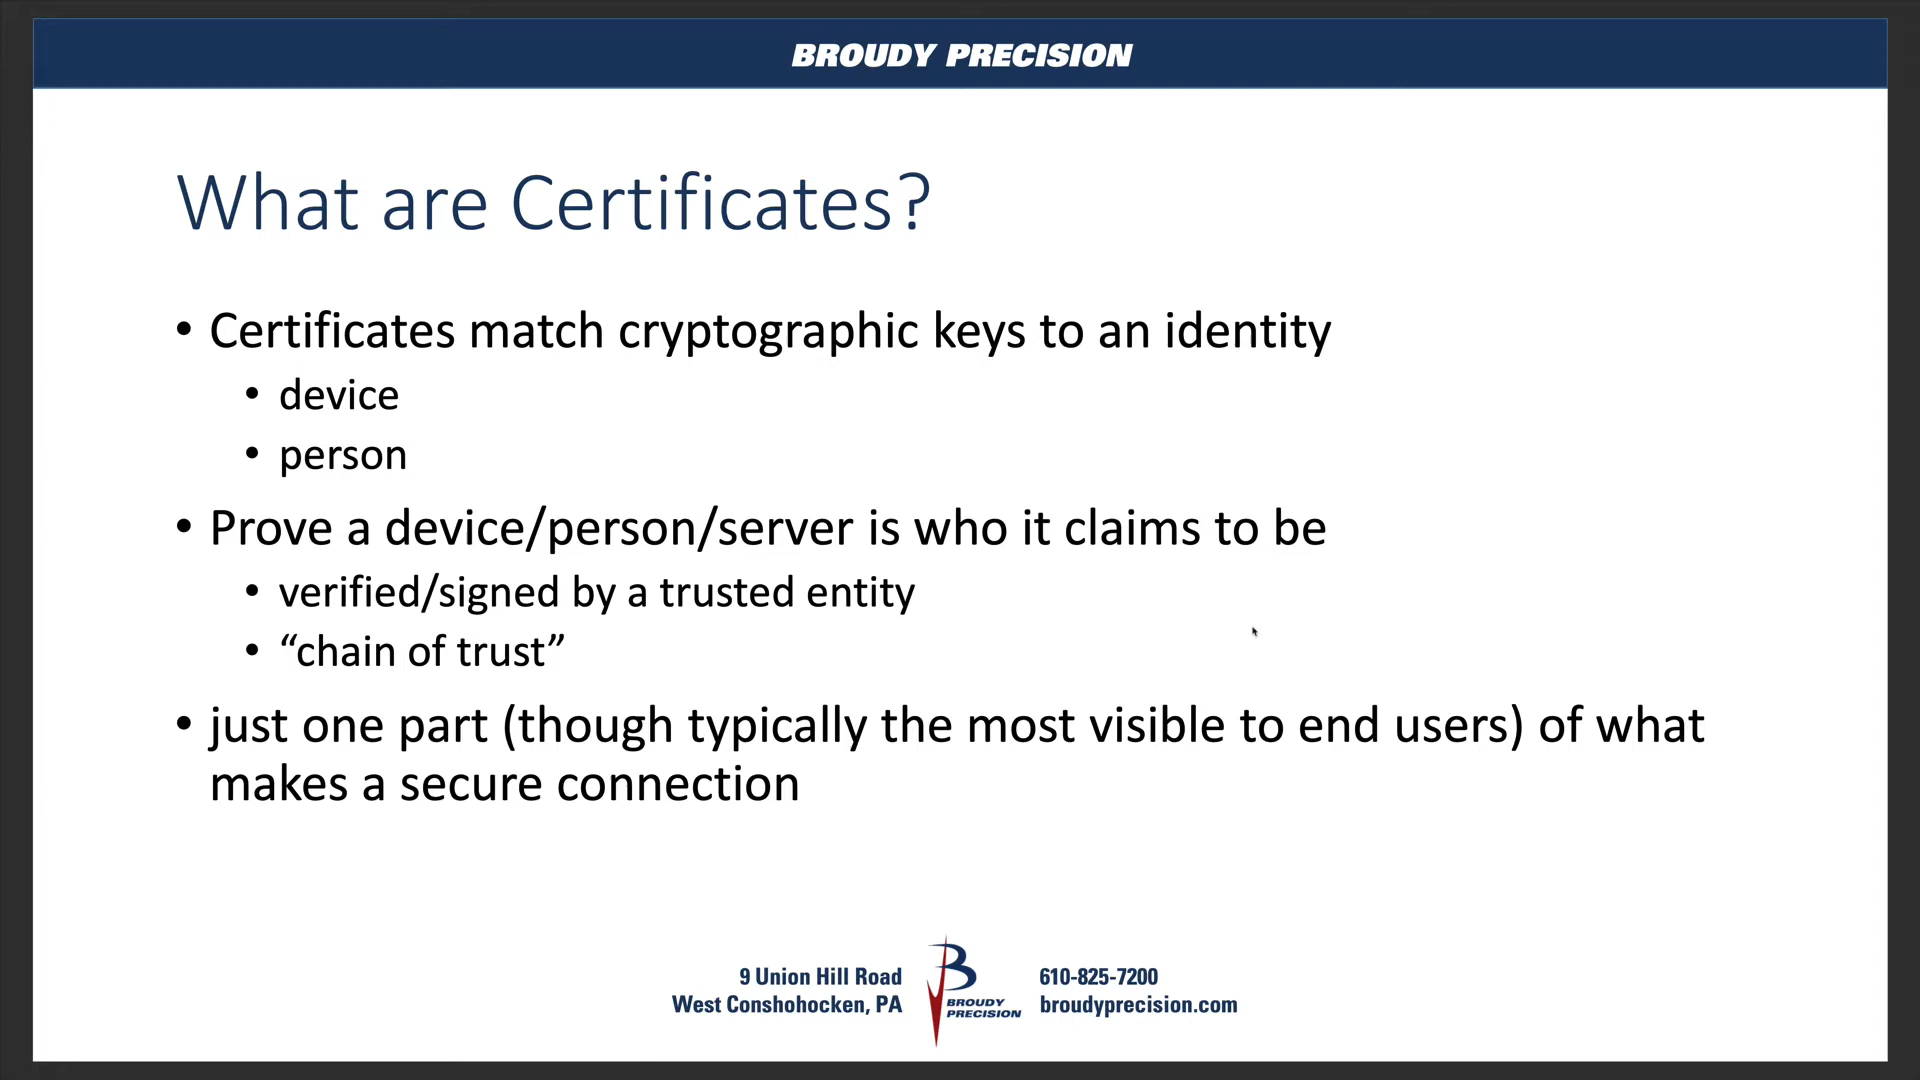 BROUDY PRECISION
What are Certificates?
• Certificates match cryptographic keys to an identity
• device
• person
• Prove a device/person/server is who it claims to be
• verified/signed by a trusted entity
• “chain of trust”
• just one part (though typically the most visible to end users) of what
makes a secure connection
9 Union Hill Road
West Conshohocken, PA
B
BROUDY
PRECISION
610-825-7200
broudyprecision.com